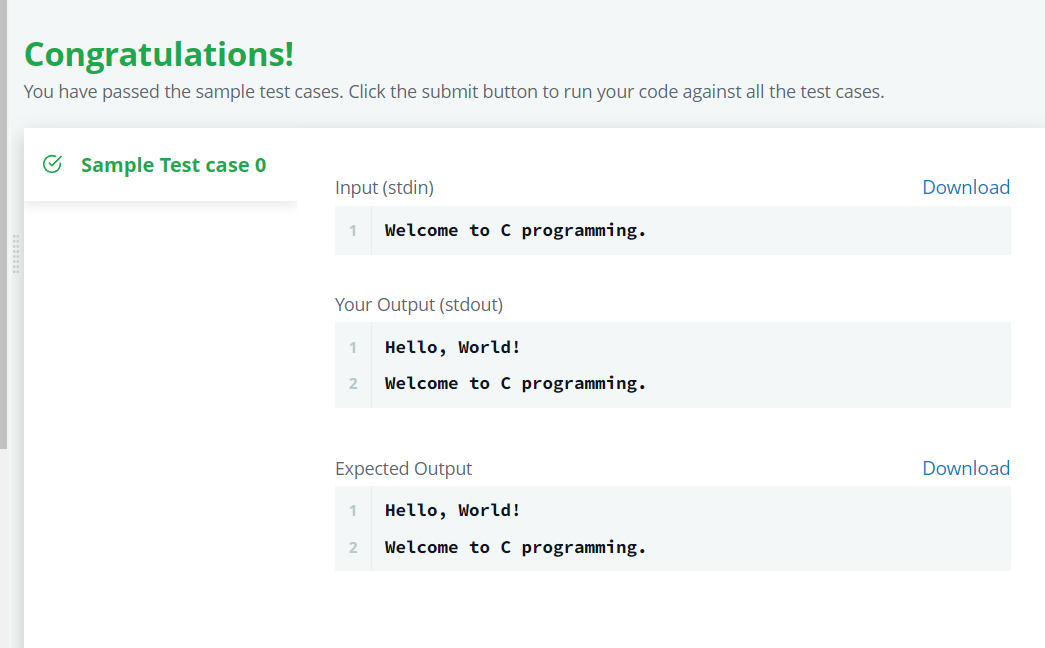 Congratulations!
You have passed the sample test cases. Click the submit button to run your code against all the test cases.
Sample Test case 0
Input (stdin)
Download
1 Welcome to C programming.
Your Output (stdout)
1 Hello, World!
2 Welcome to C programming.
Expected Output
Download
1 Hello, World!
2 Welcome to C programming.